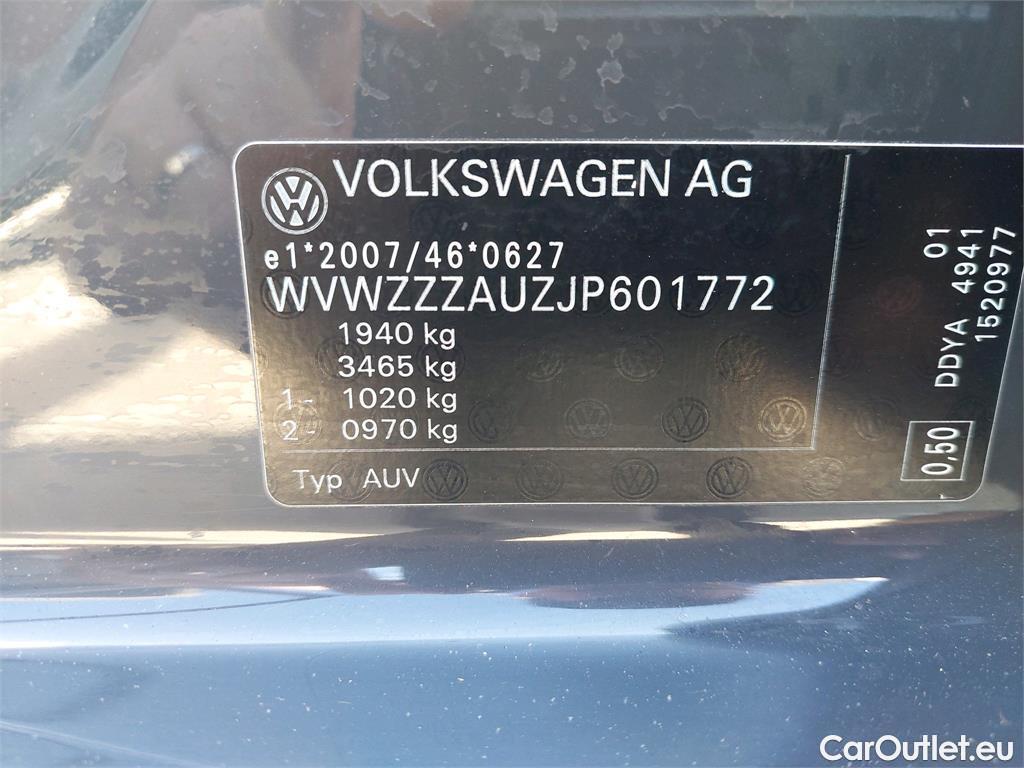 VOLKSWAGEN AG
e1*2007/46*0627
WVWZZZAUZJP601772
1940 kg
3465 kg
1- 1020 kg
2- 0970 kg
Typ AUV
01
DDYA 4941
1520977
0,50
CarOutlet.eu